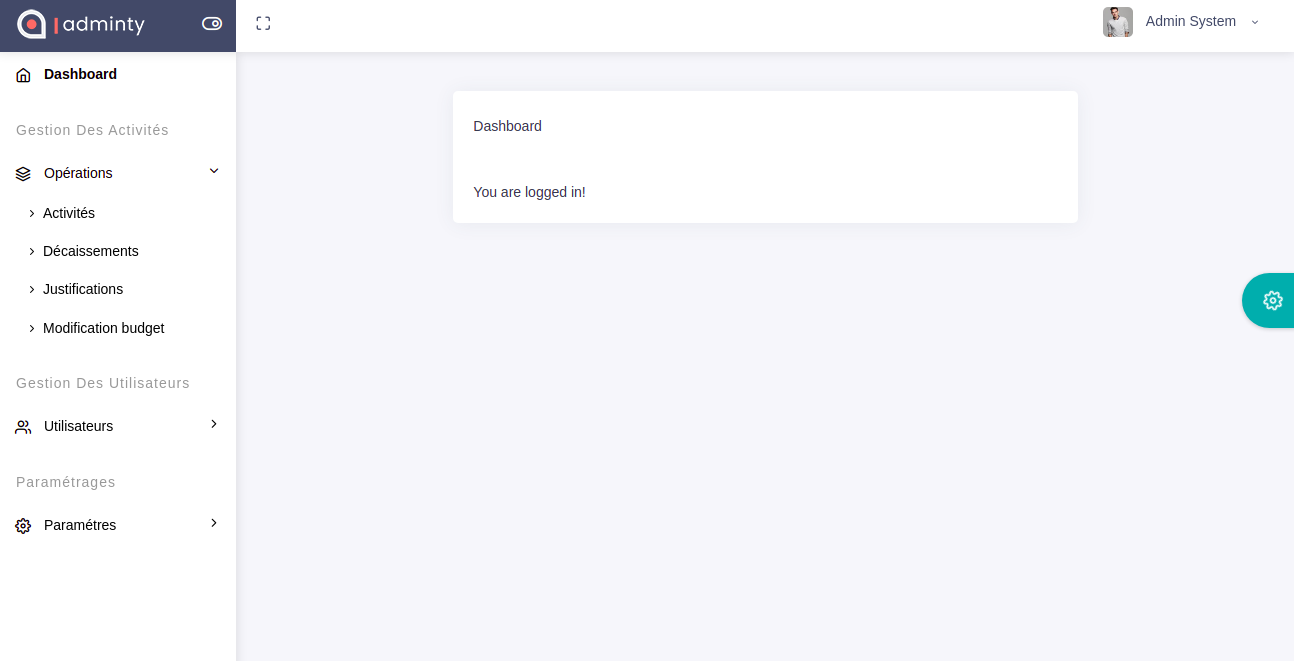 adminty
Admin System
Dashboard
Gestion Des Activités
Opérations
Activités
Décaissements
Justifications
Modification budget
Gestion Des Utilisateurs
Utilisateurs
Paramétrages
Paramétres
Dashboard
You are logged in!